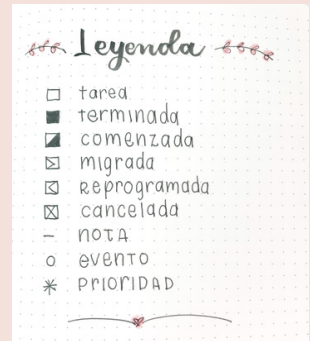 Leyenda
□ tarea
■ terminada
◪ comenzada
⊠ migrada
⊠ Reprogramada
☒ cancelada
– nota
o evento
* PRIORIDAD